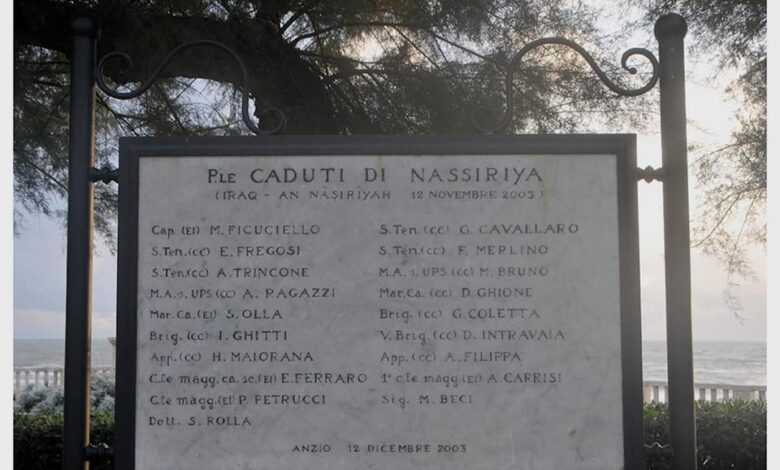 P.le CADUTI DI NASSIRIYA
(IRAQ - AN NÀSIRÌYAH 12 NOVEMBRE 2003)
Cap. (EI) M. FICUCIELLO
S.Ten.(CC) E. FREGOSI
S.Ten.(CC) A. TRINCONE
M.A.s. UPS (CC) A. RAGAZZI
Mar.Ca. (EI) S. OLLA
Brig. (CC) I. GHITTI
App. (CC) H. MAIORANA
C.le magg. ca. sc. (EI) E. FERRARO
C.le magg. (EI) P. PETRUCCI
Dott. S. ROLLA
S.Ten. (CC) G. CAVALLARO
S.Ten. (CC) F. MERLINO
M.A.s. UPS (CC) M. BRUNO
Mar.Ca. (CC) D. GHIONE
Brig. (CC) G. COLETTA
V. Brig. (CC) D. INTRAVAIA
App. (CC) A. FILIPPA
1° c.le magg. (EI) A. CARRISI
Sig. M. BECI
ANZIO 12 DICEMBRE 2003